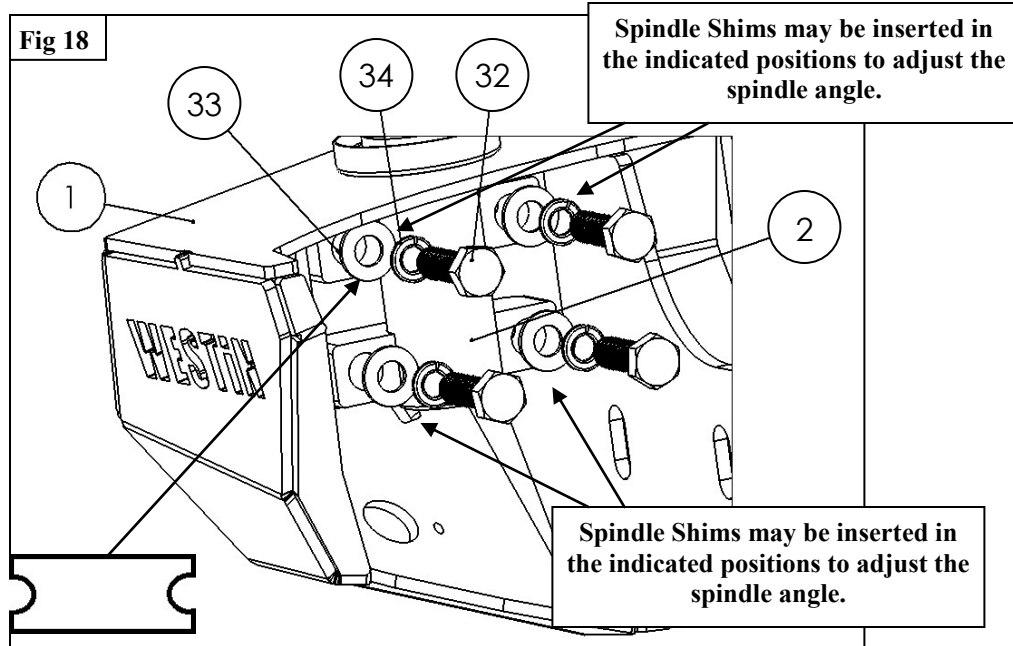 Fig 18
Spindle Shims may be inserted in
the indicated positions to adjust the
spindle angle.
33
34
32
1
2
WESTiN
Spindle Shims may be inserted in
the indicated positions to adjust the
spindle angle.